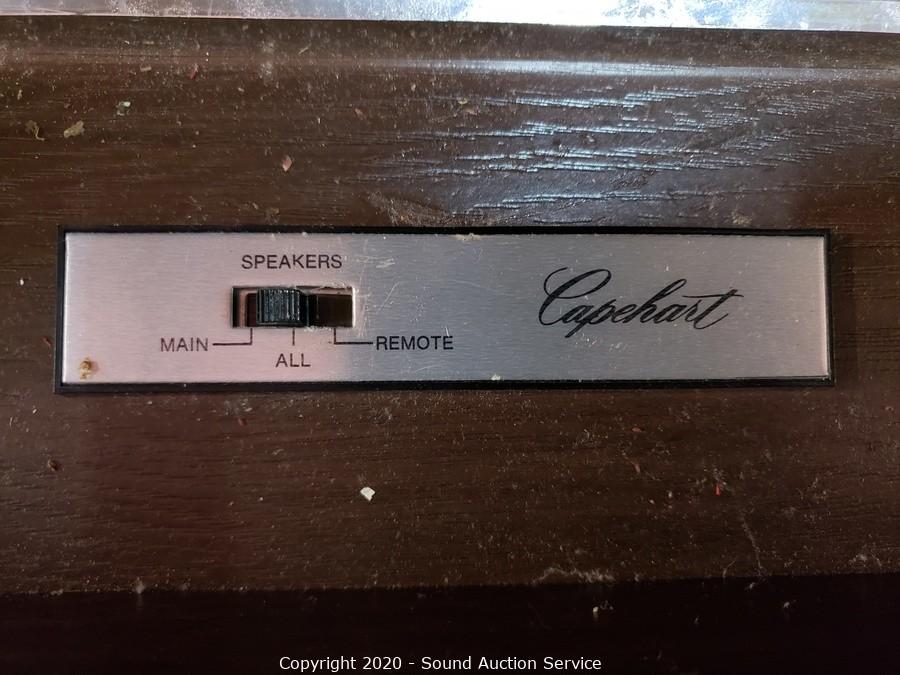 SPEAKERS
Capehart
MAIN
REMOTE
ALL
Copyright 2020 - Sound Auction Service